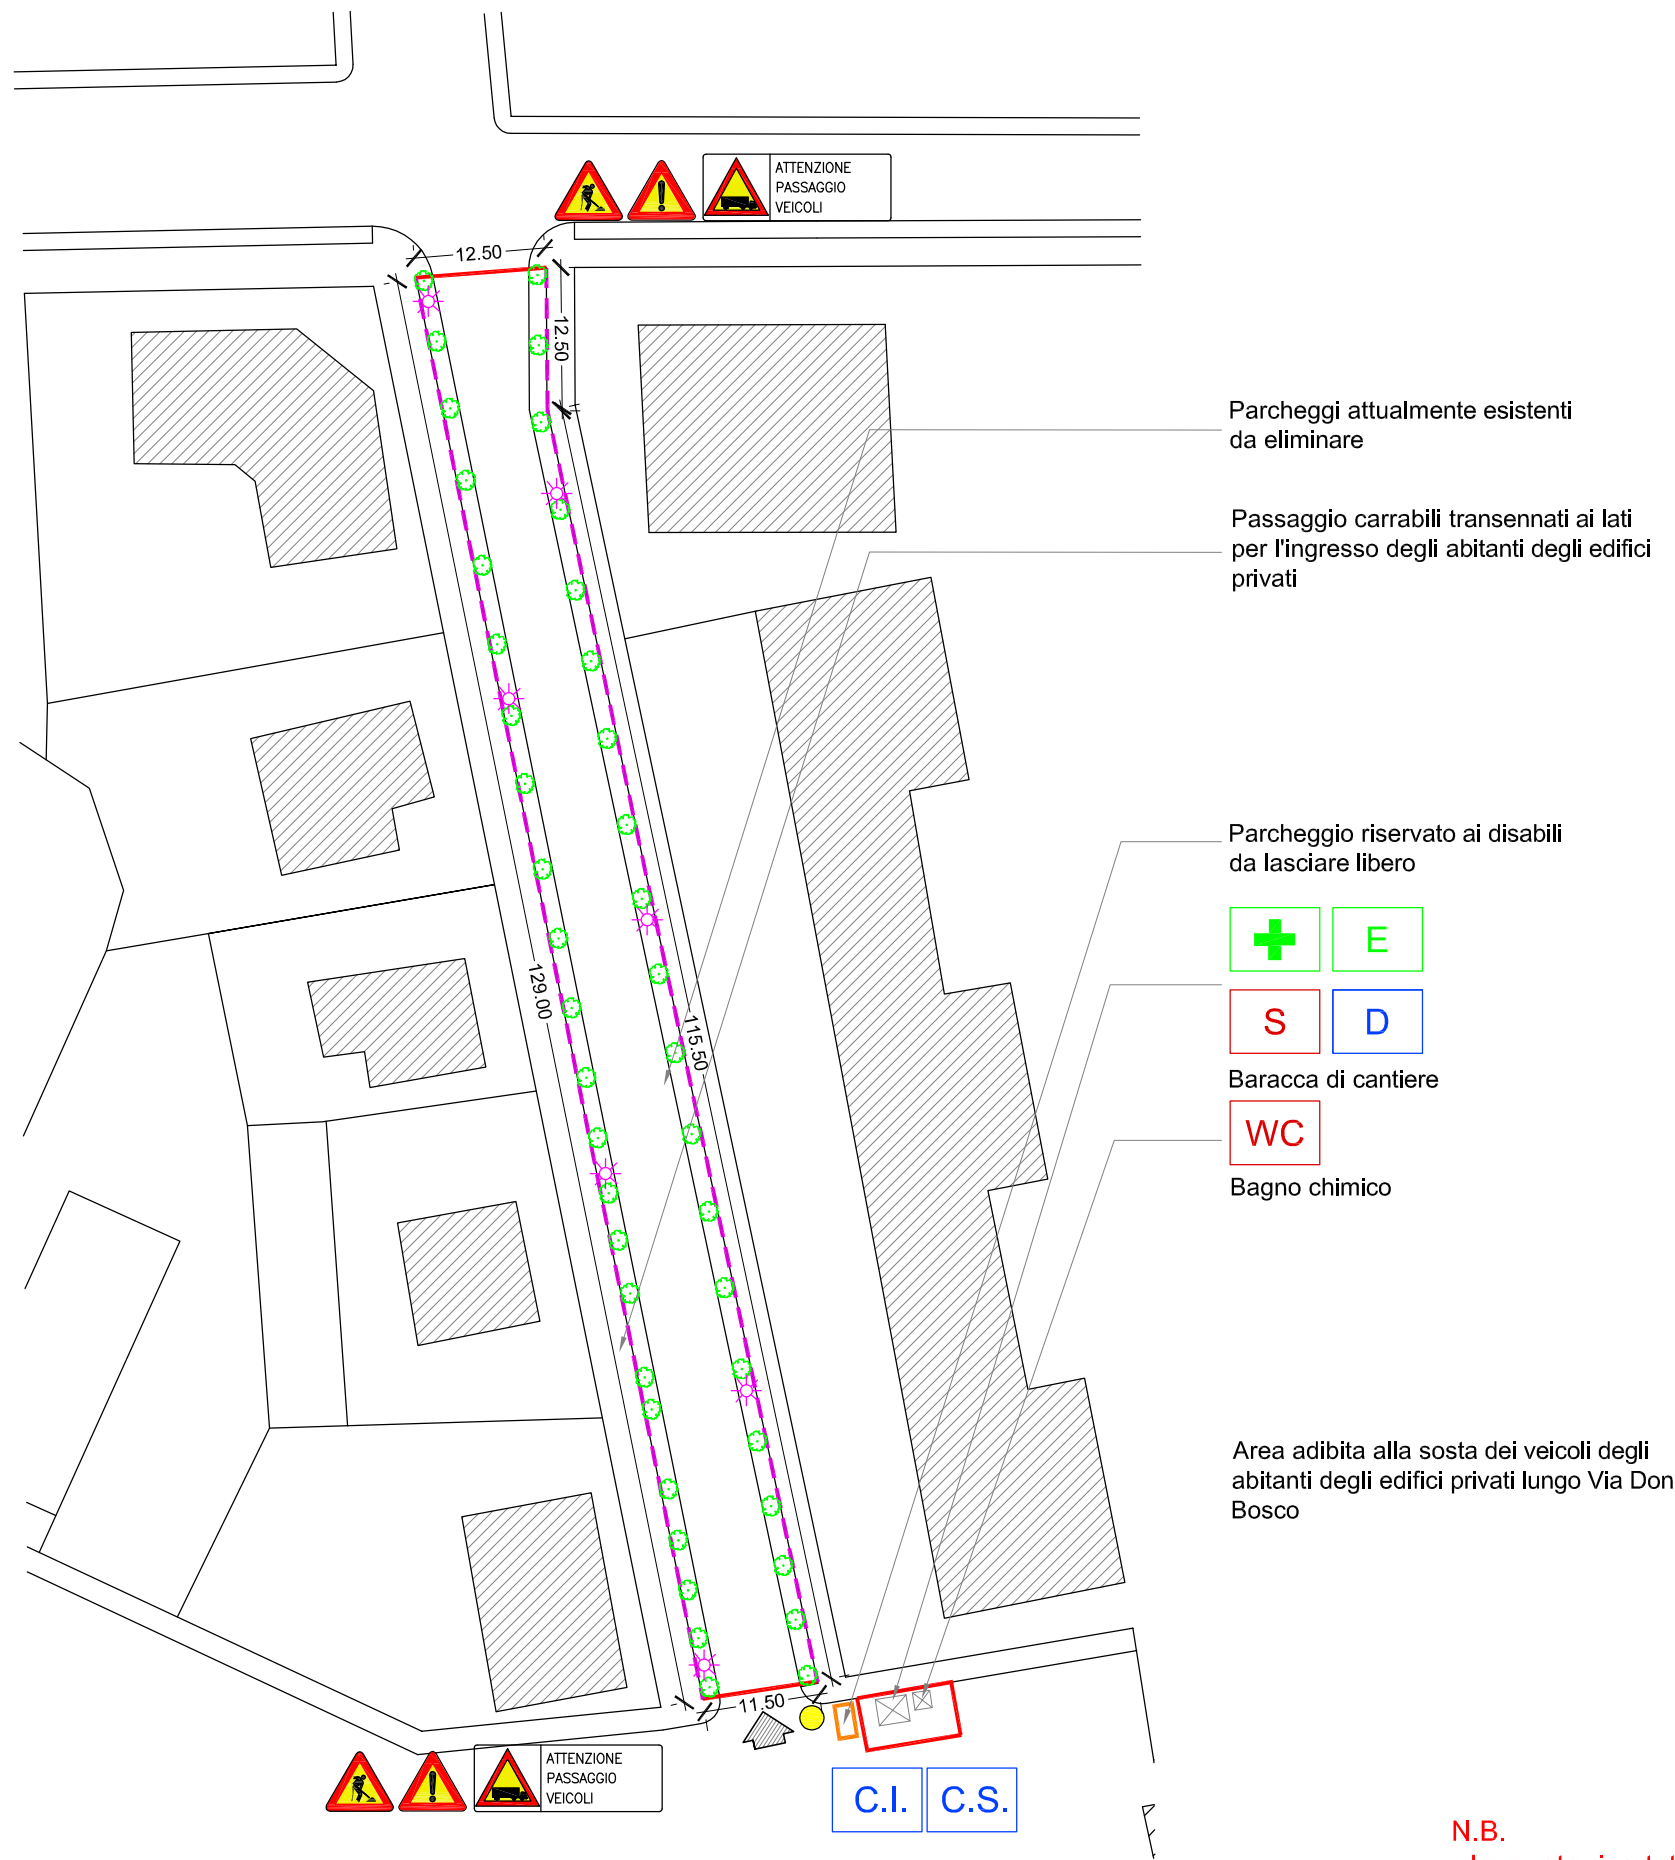 ATTENZIONE
PASSAGGIO
VEICOLI
12.50
12.50
Parcheggi attualmente esistenti
da eliminare
Passaggio carrabili transennati ai lati
per l'ingresso degli abitanti degli edifici
privati
Parcheggio riservato ai disabili
da lasciare libero
E
S D
Baracca di cantiere
WC
Bagno chimico
129.00
115.50
Area adibita alla sosta dei veicoli degli
abitanti degli edifici privati lungo Via Don
Bosco
11.50
ATTENZIONE
PASSAGGIO
VEICOLI
C.I. C.S.
N.B.